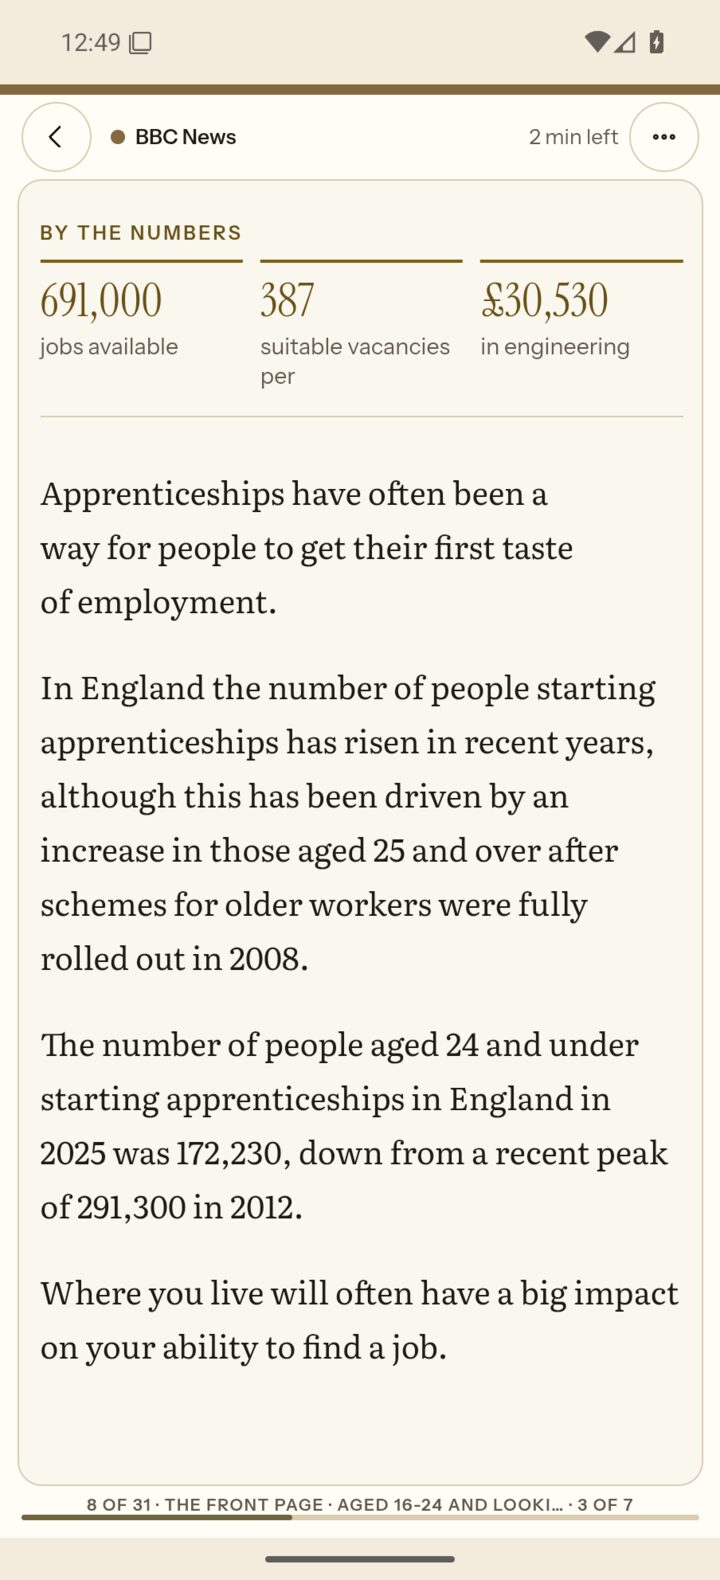 12:49
BBC News
2 min left
BY THE NUMBERS
691,000
jobs available
387
suitable vacancies
per
£30,530
in engineering
Apprenticeships have often been a
way for people to get their first taste
of employment.
In England the number of people starting
apprenticeships has risen in recent years,
although this has been driven by an
increase in those aged 25 and over after
schemes for older workers were fully
rolled out in 2008.
The number of people aged 24 and under
starting apprenticeships in England in
2025 was 172,230, down from a recent peak
of 291,300 in 2012.
Where you live will often have a big impact
on your ability to find a job.
8 OF 31 · THE FRONT PAGE · AGED 16-24 AND LOOKI... · 3 OF 7